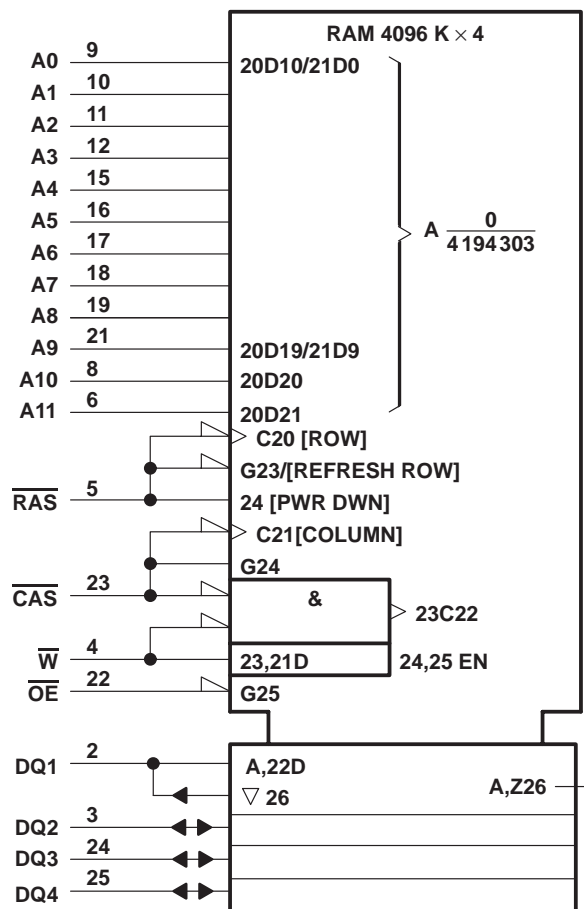 RAM 4096 K × 4
A0 9 20D10/21D0
A1 10
A2 11
A3 12
A4 15
A5 16
A6 17
A7 18
A8 19
A9 21 20D19/21D9
A10 8 20D20
A11 6 20D21
A 0
4 194 303
C20 [ROW]
G23/[REFRESH ROW]
RAS 5 24 [PWR DWN]
C21[COLUMN]
G24
CAS 23 &
23C22
W 4 23,21D 24,25 EN
OE 22 G25
DQ1 2 A,22D
▽ 26 A,Z26
DQ2 3
DQ3 24
DQ4 25